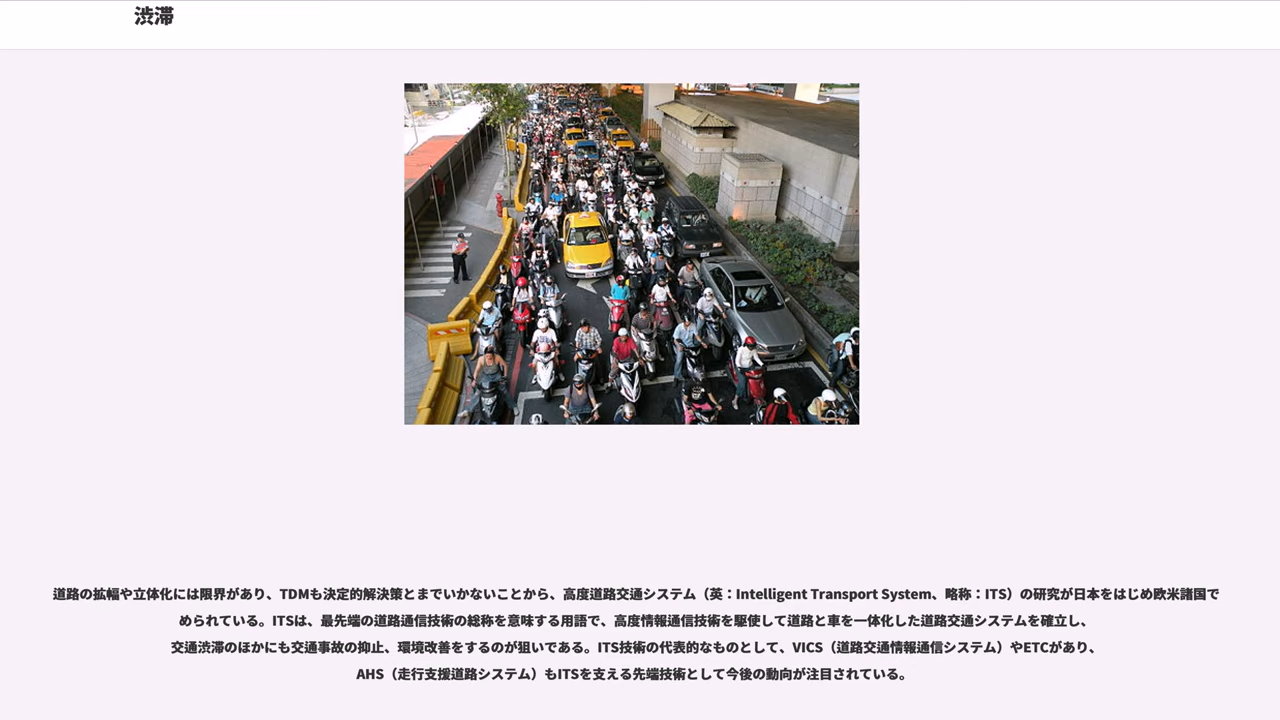 渋滞
道路の拡幅や立体化には限界があり、TDMも決定的解決策とまでいかないことから、高度道路交通システム（英：Intelligent Transport System、略称：ITS）の研究が日本をはじめ欧米諸国で
められている。ITSは、最先端の道路通信技術の総称を意味する用語で、高度情報通信技術を駆使して道路と車を一体化した道路交通システムを確立し、
交通渋滞のほかにも交通事故の抑止、環境改善をするのが狙いである。ITS技術の代表的なものとして、VICS（道路交通情報通信システム）やETCがあり、
AHS（走行支援道路システム）もITSを支える先端技術として今後の動向が注目されている。